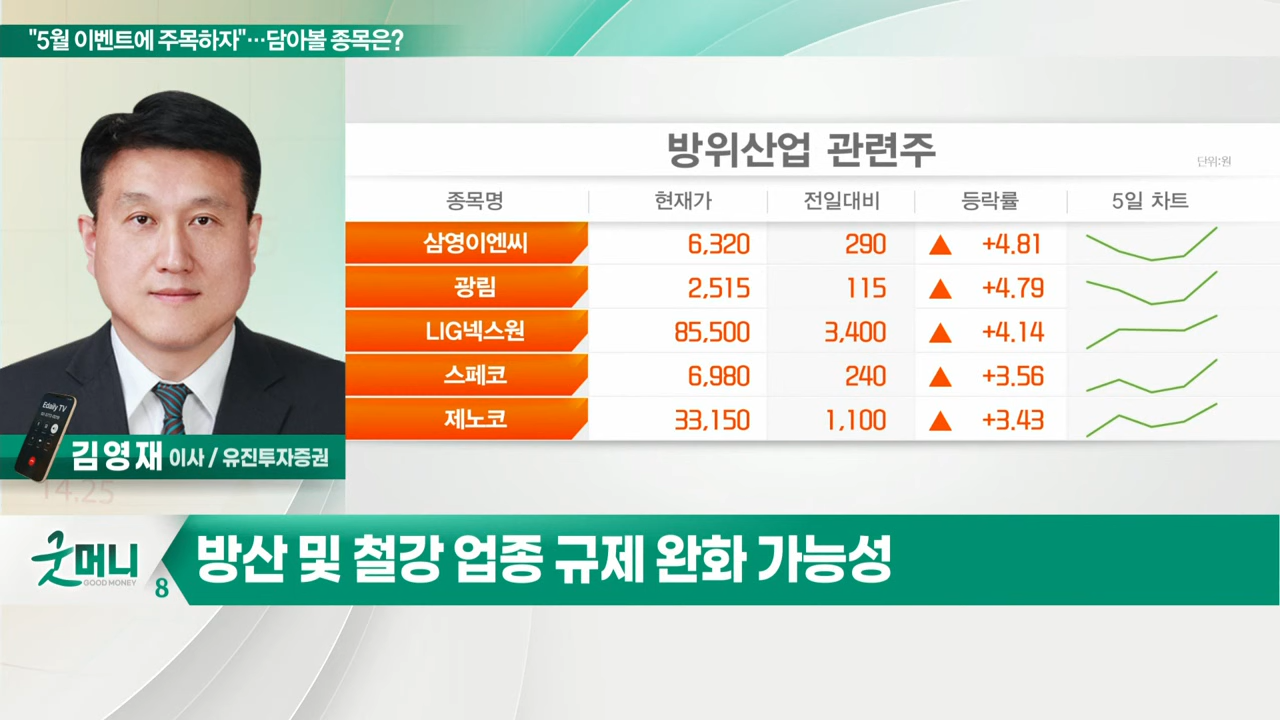 "5월 이벤트에 주목하자"…담아볼 종목은?
방위산업 관련주
단위:원
종목명 현재가 전일대비 등락률 5일 차트
삼영이엔씨 6,320 290 ▲ +4.81
광림 2,515 115 ▲ +4.79
LIG넥스원 85,500 3,400 ▲ +4.14
스페코 6,980 240 ▲ +3.56
제노코 33,150 1,100 ▲ +3.43
Edaily TV
김영재 이사 / 유진투자증권
14.25
굿머니
GOOD MONEY
8
방산 및 철강 업종 규제 완화 가능성